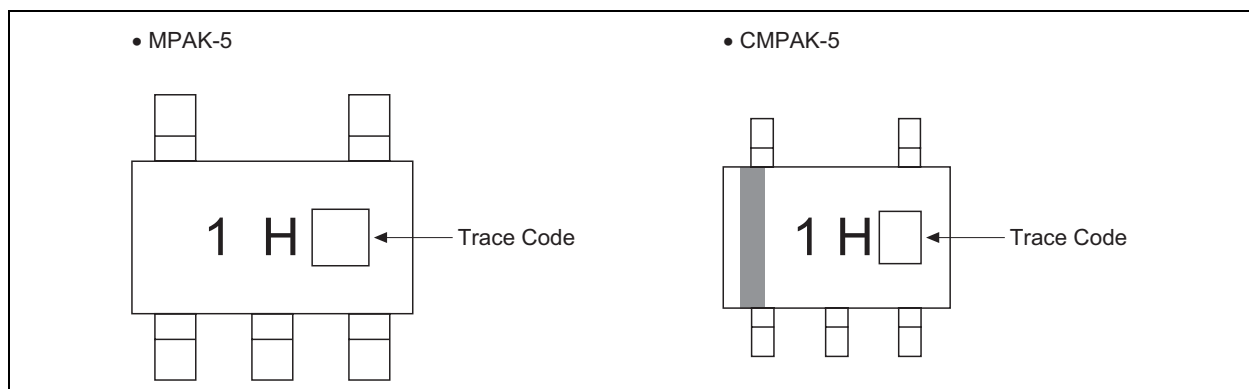 • MPAK-5
1 H
Trace Code
• CMPAK-5
1 H
Trace Code